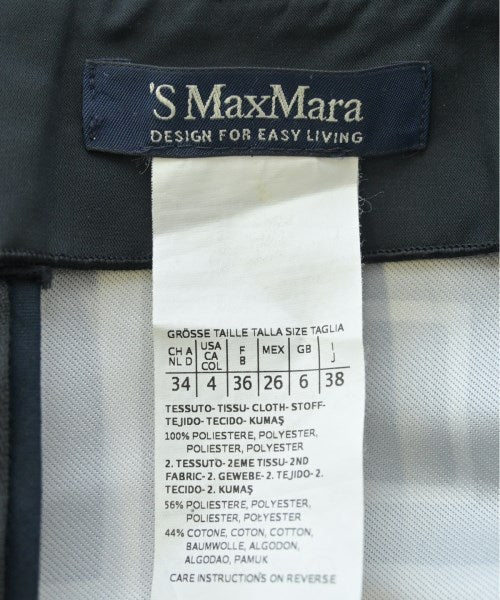 'S MaxMara
DESIGN FOR EASY LIVING
GRÖSSE TAILLE TALLA SIZE TAGLIA
CH A NL D USA CA COL F B MEX GB I J
34 4 36 26 6 38
TESSUTO- TISSU- CLOTH- STOFF-
TEJIDO- TECIDO- KUMAŞ
100% POLIESTERE, POLYESTER,
POLIESTER, POLYESTER
2. TESSUTO- 2EME TISSU- 2ND
FABRIC- 2. GEWEBE- 2. TEJIDO- 2.
TECIDO- 2. KUMAŞ
56% POLIESTERE, POLYESTER,
POLIESTER, POLYESTER
44% COTONE, COTON, COTTON,
BAUMWOLLE, ALGODON,
ALGODAO, PAMUK
CARE INSTRUCTIONS ON REVERSE